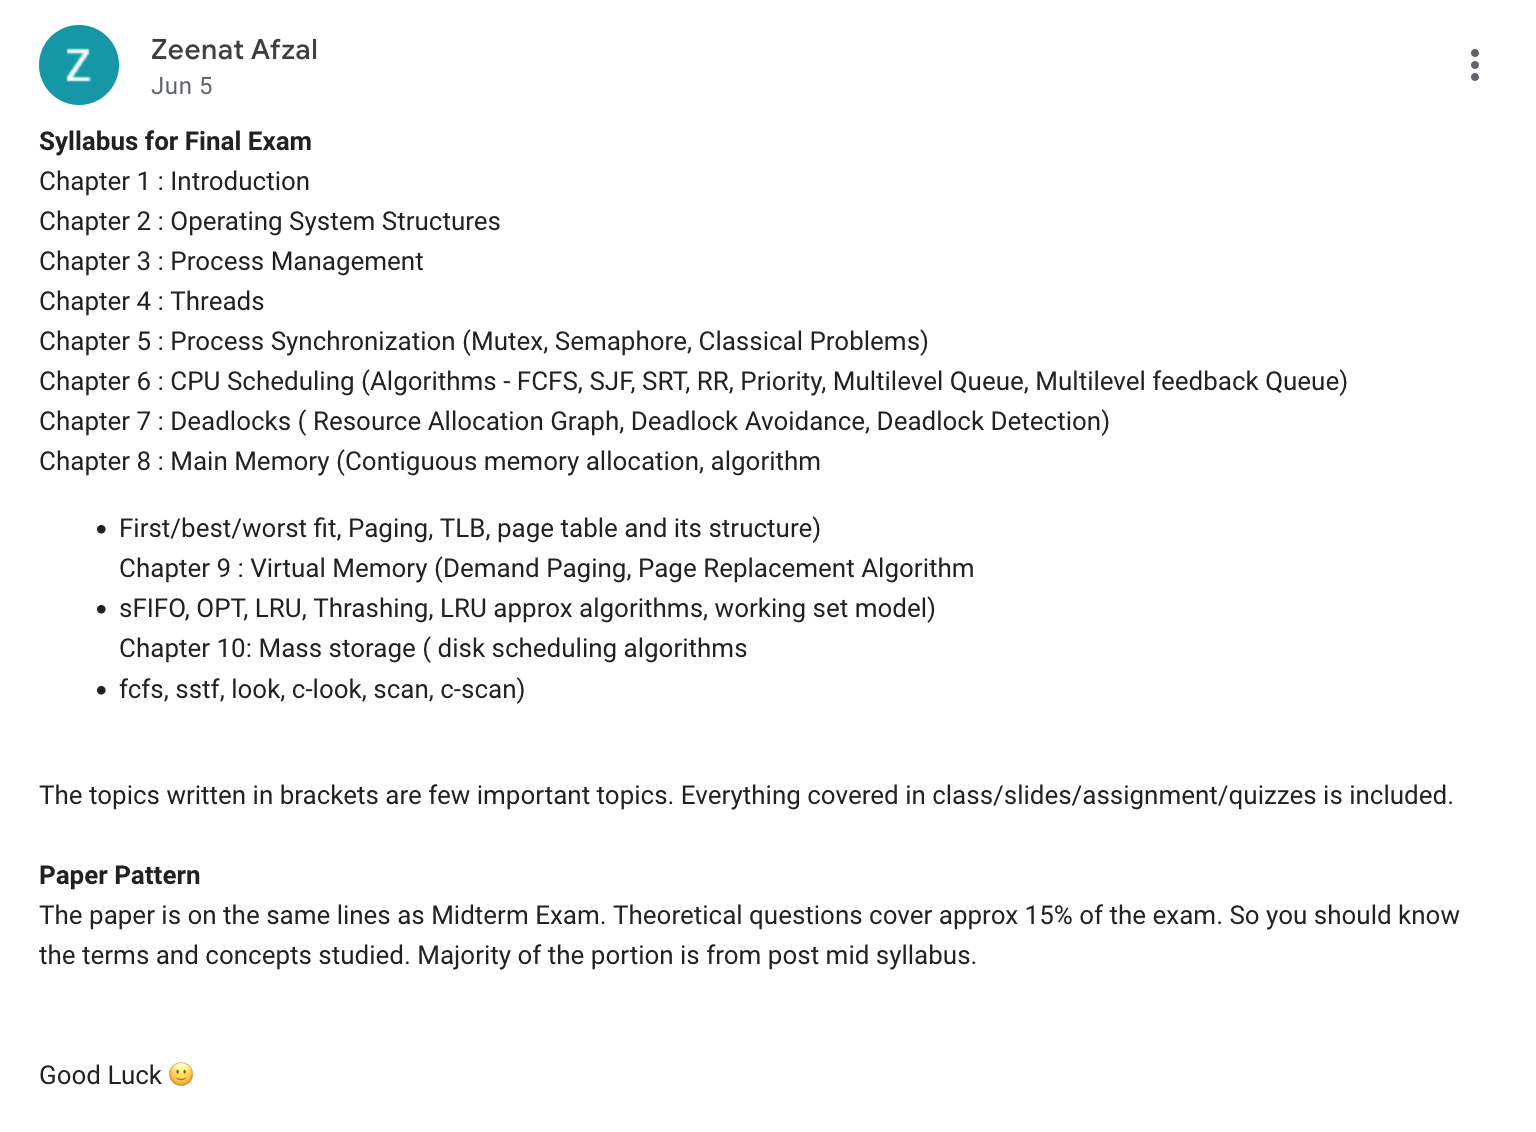 Z
Zeenat Afzal
Jun 5
Syllabus for Final Exam
Chapter 1 : Introduction
Chapter 2 : Operating System Structures
Chapter 3 : Process Management
Chapter 4 : Threads
Chapter 5 : Process Synchronization (Mutex, Semaphore, Classical Problems)
Chapter 6 : CPU Scheduling (Algorithms - FCFS, SJF, SRT, RR, Priority, Multilevel Queue, Multilevel feedback Queue)
Chapter 7 : Deadlocks ( Resource Allocation Graph, Deadlock Avoidance, Deadlock Detection)
Chapter 8 : Main Memory (Contiguous memory allocation, algorithm
• First/best/worst fit, Paging, TLB, page table and its structure)
Chapter 9 : Virtual Memory (Demand Paging, Page Replacement Algorithm
• sFIFO, OPT, LRU, Thrashing, LRU approx algorithms, working set model)
Chapter 10: Mass storage ( disk scheduling algorithms
• fcfs, sstf, look, c-look, scan, c-scan)
The topics written in brackets are few important topics. Everything covered in class/slides/assignment/quizzes is included.
Paper Pattern
The paper is on the same lines as Midterm Exam. Theoretical questions cover approx 15% of the exam. So you should know
the terms and concepts studied. Majority of the portion is from post mid syllabus.
Good Luck 🙂